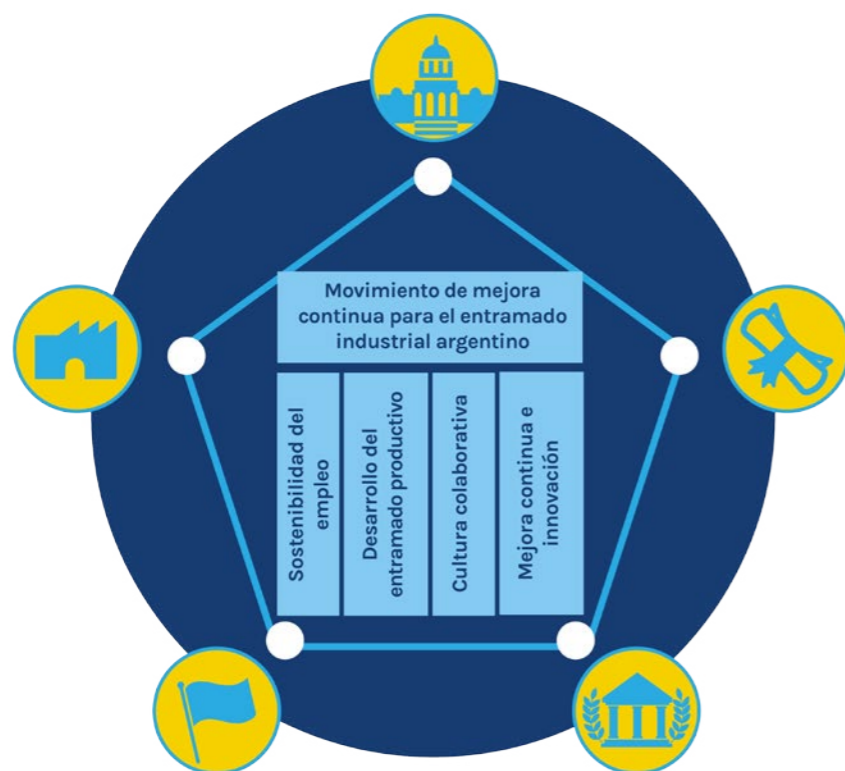 Movimiento de mejora
continua para el entramado
industrial argentino
Sostenibilidad del
empleo
Desarrollo del
entramado productivo
Cultura colaborativa
Mejora continua e
innovación